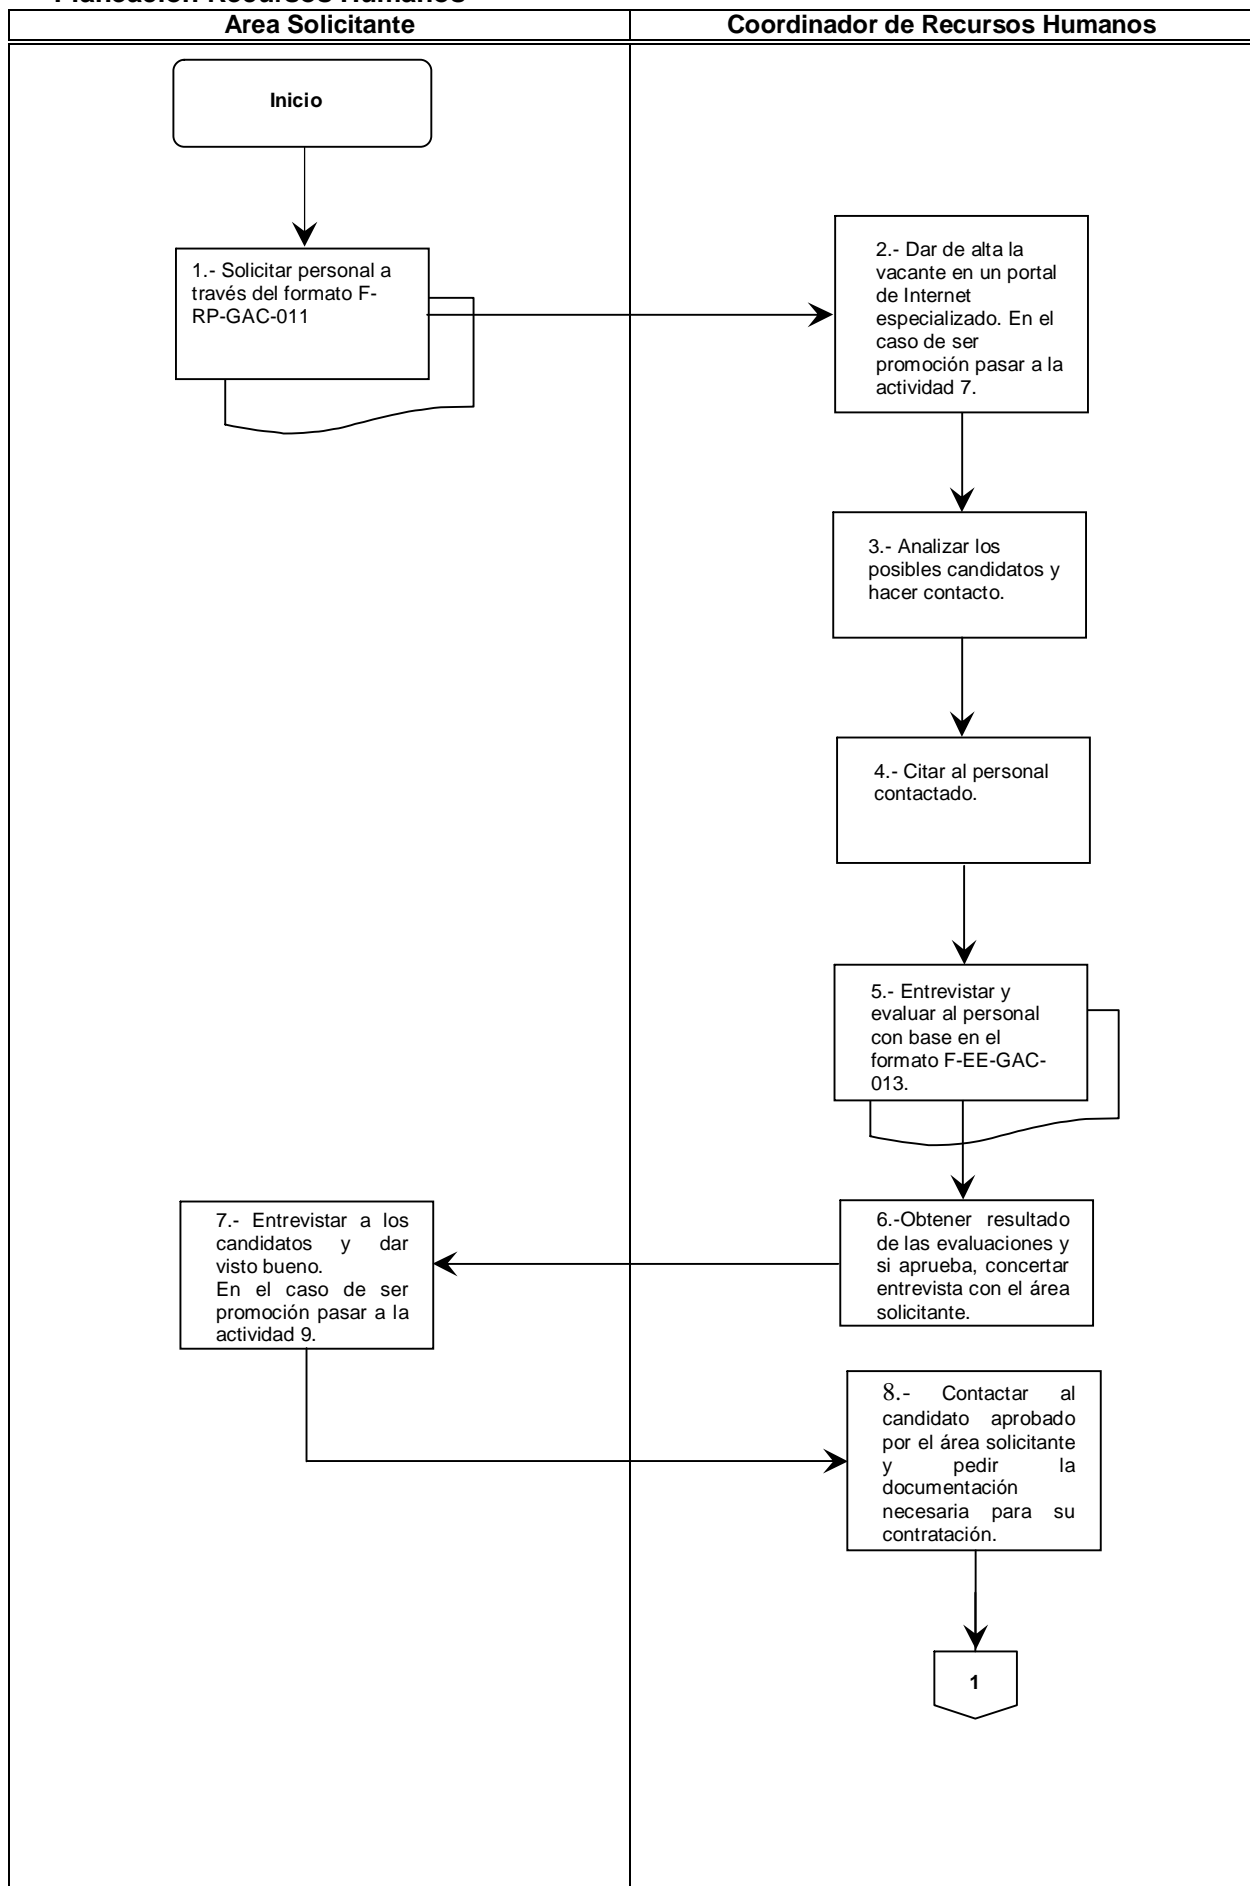 Planeación Recursos Humanos
Area Solicitante
Coordinador de Recursos Humanos
Inicio
1.- Solicitar personal a
través del formato F-
RP-GAC-011
2.- Dar de alta la
vacante en un portal
de Internet
especializado. En el
caso de ser
promoción pasar a la
actividad 7.
3.- Analizar los
posibles candidatos y
hacer contacto.
4.- Citar al personal
contactado.
5.- Entrevistar y
evaluar al personal
con base en el
formato F-EE-GAC-
013.
6.-Obtener resultado
de las evaluaciones y
si aprueba, concertar
entrevista con el área
solicitante.
7.- Entrevistar a los
candidatos y dar
visto bueno.
En el caso de ser
promoción pasar a la
actividad 9.
8.- Contactar al
candidato aprobado
por el área solicitante
y pedir la
documentación
necesaria para su
contratación.
1